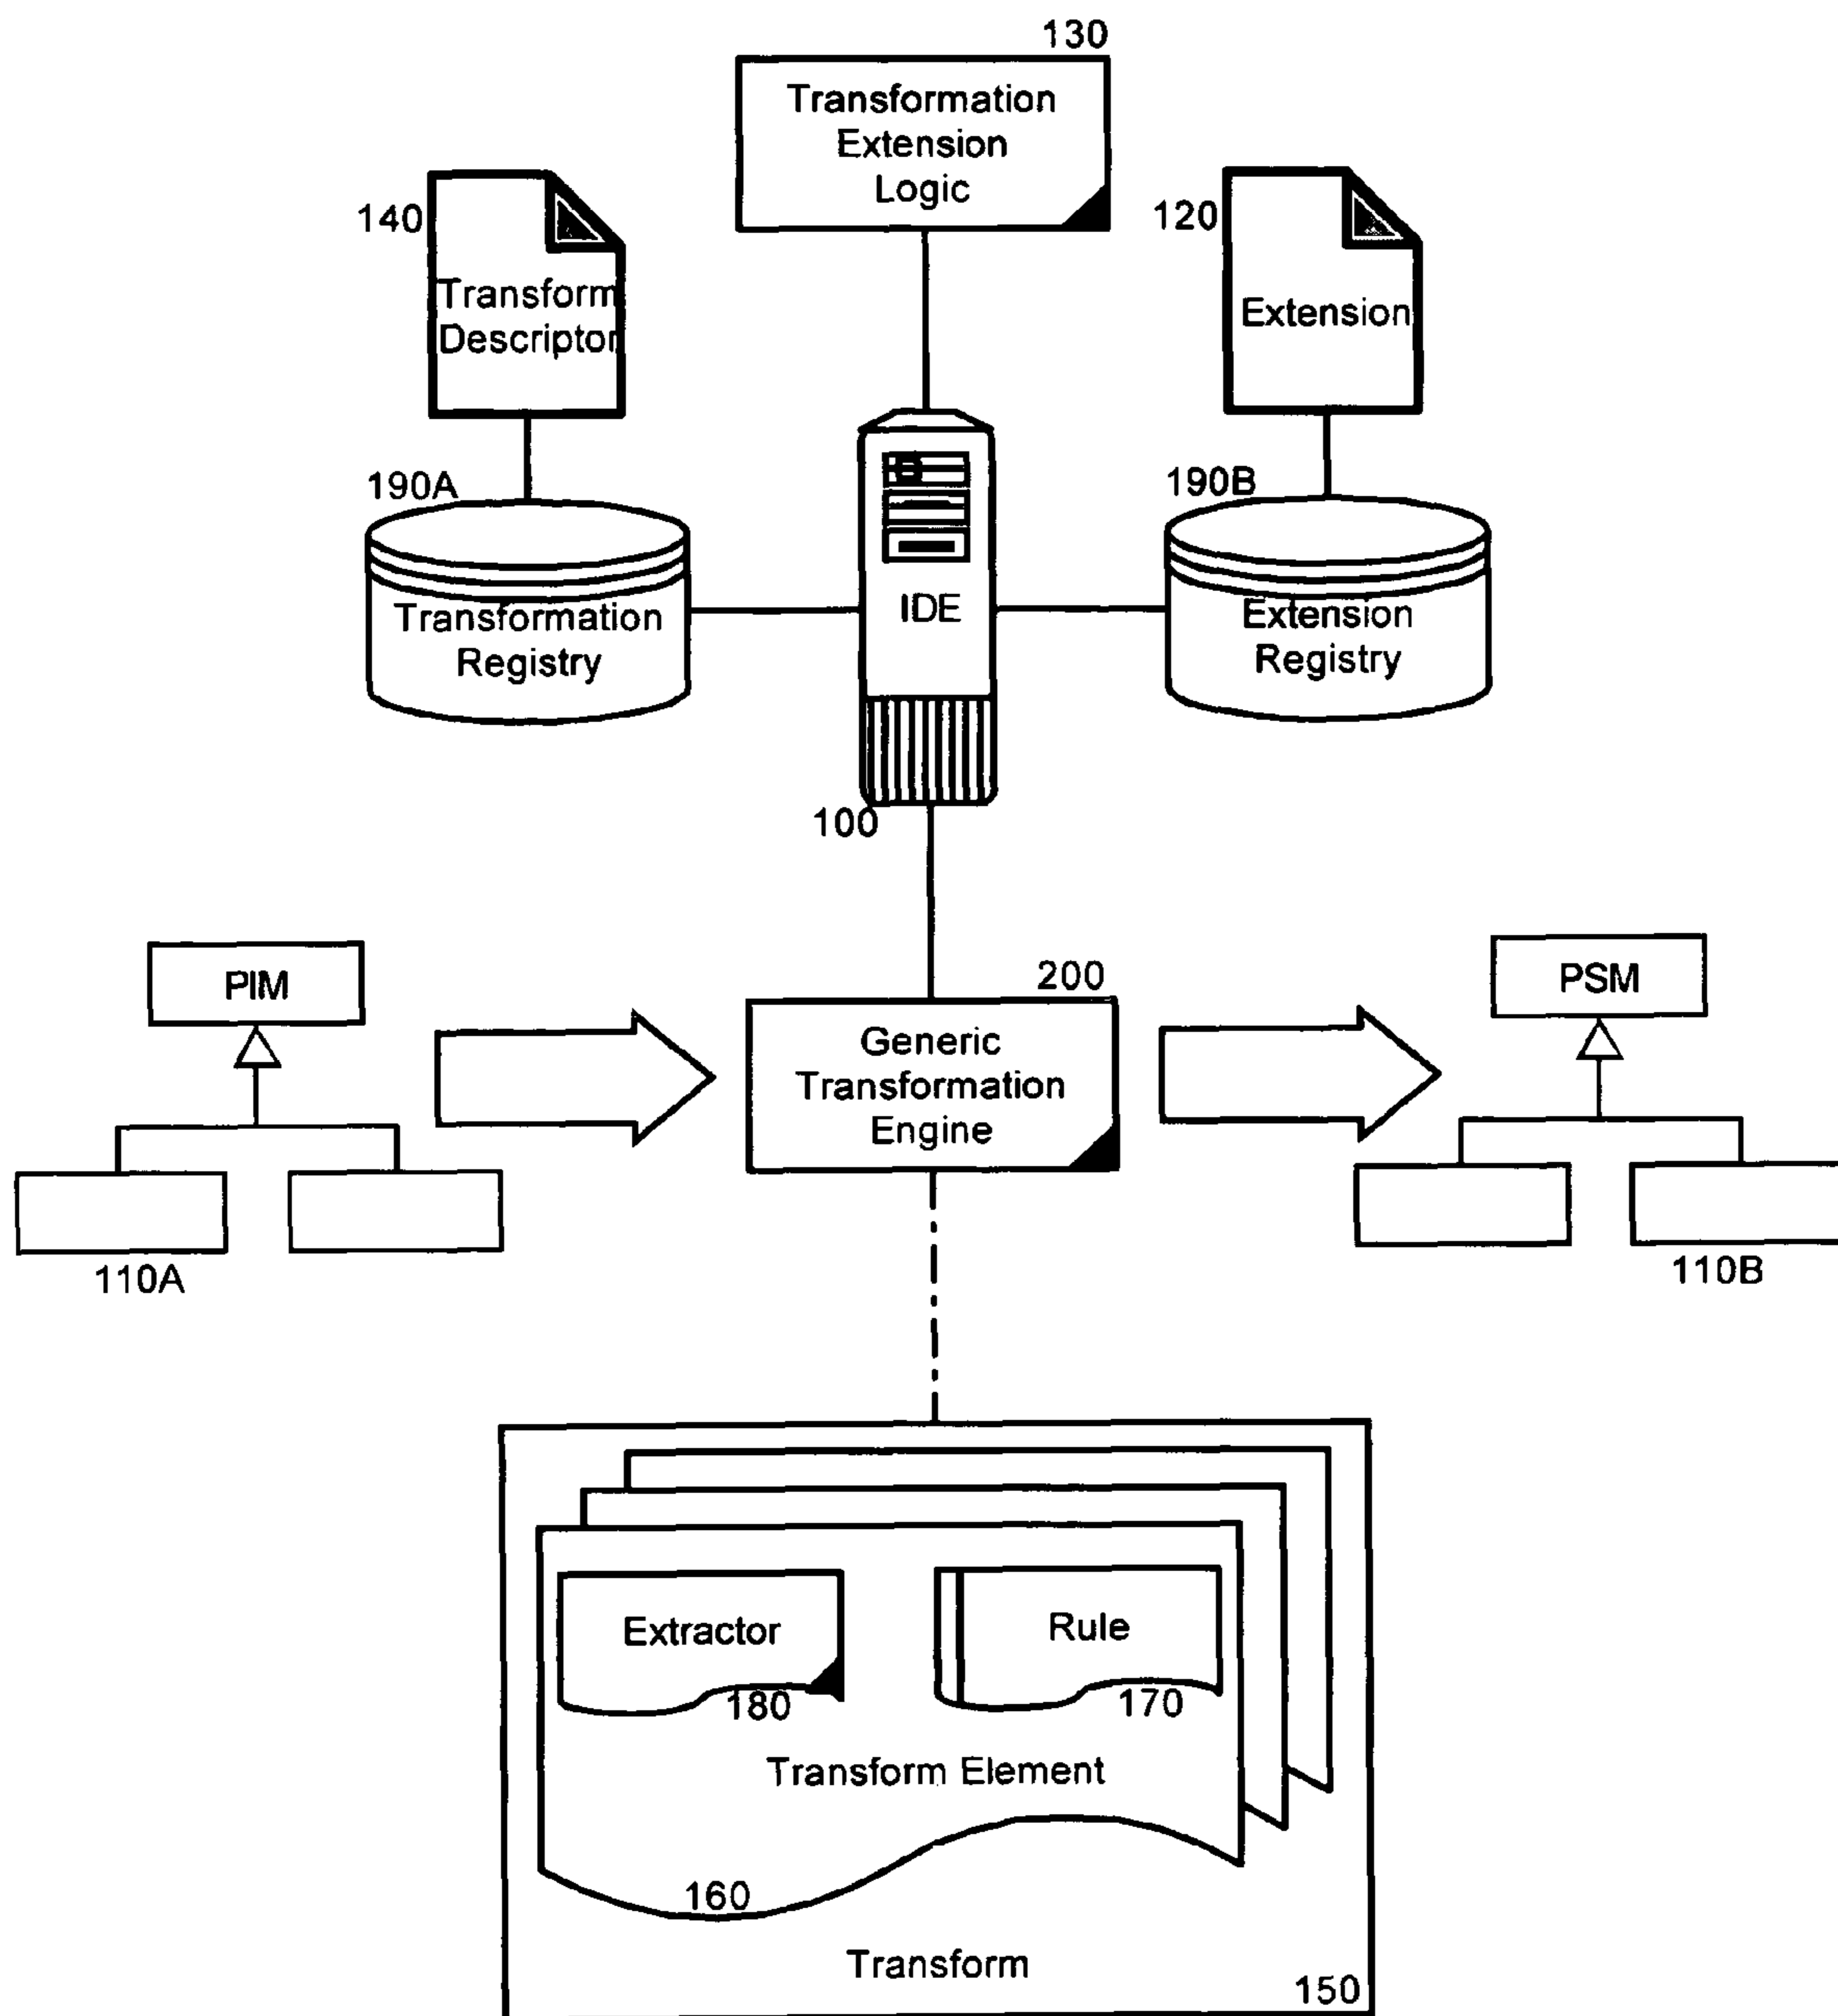 130
Transformation
Extension
Logic
140
Transform
Descriptor
120
Extension
190A
Transformation
Registry
IDE
100
190B
Extension
Registry
PIM
110A
200
Generic
Transformation
Engine
PSM
110B
Extractor
180
Rule
170
Transform Element
160
Transform
150